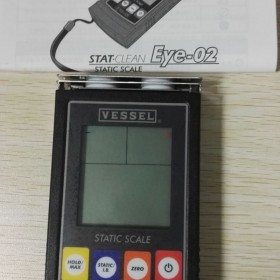 STAT·CLEAN Eye-02
STATIC SCALE
VESSEL
STATIC SCALE
HOLD/
MAX
STATIC/
I.B.
ZERO